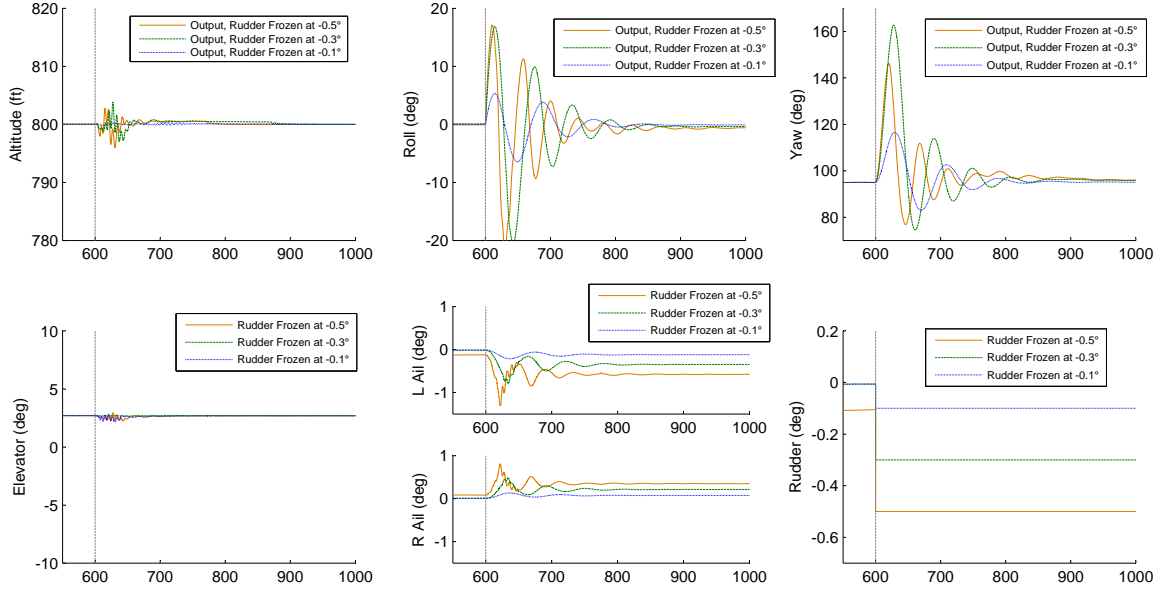 820
810
800
790
780
Altitude (ft)
Output, Rudder Frozen at -0.5°
Output, Rudder Frozen at -0.3°
Output, Rudder Frozen at -0.1°
600 700 800 900 1000
20
10
0
-10
-20
Roll (deg)
Output, Rudder Frozen at -0.5°
Output, Rudder Frozen at -0.3°
Output, Rudder Frozen at -0.1°
600 700 800 900 1000
160
140
120
100
80
Yaw (deg)
Output, Rudder Frozen at -0.5°
Output, Rudder Frozen at -0.3°
Output, Rudder Frozen at -0.1°
600 700 800 900 1000
10
5
0
-5
-10
Elevator (deg)
Rudder Frozen at -0.5°
Rudder Frozen at -0.3°
Rudder Frozen at -0.1°
600 700 800 900 1000
1
0
-1
L Ail (deg)
Rudder Frozen at -0.5°
Rudder Frozen at -0.3°
Rudder Frozen at -0.1°
600 700 800 900 1000
1
0
-1
R Ail (deg)
600 700 800 900 1000
0.2
0
-0.2
-0.4
-0.6
Rudder (deg)
Rudder Frozen at -0.5°
Rudder Frozen at -0.3°
Rudder Frozen at -0.1°
600 700 800 900 1000